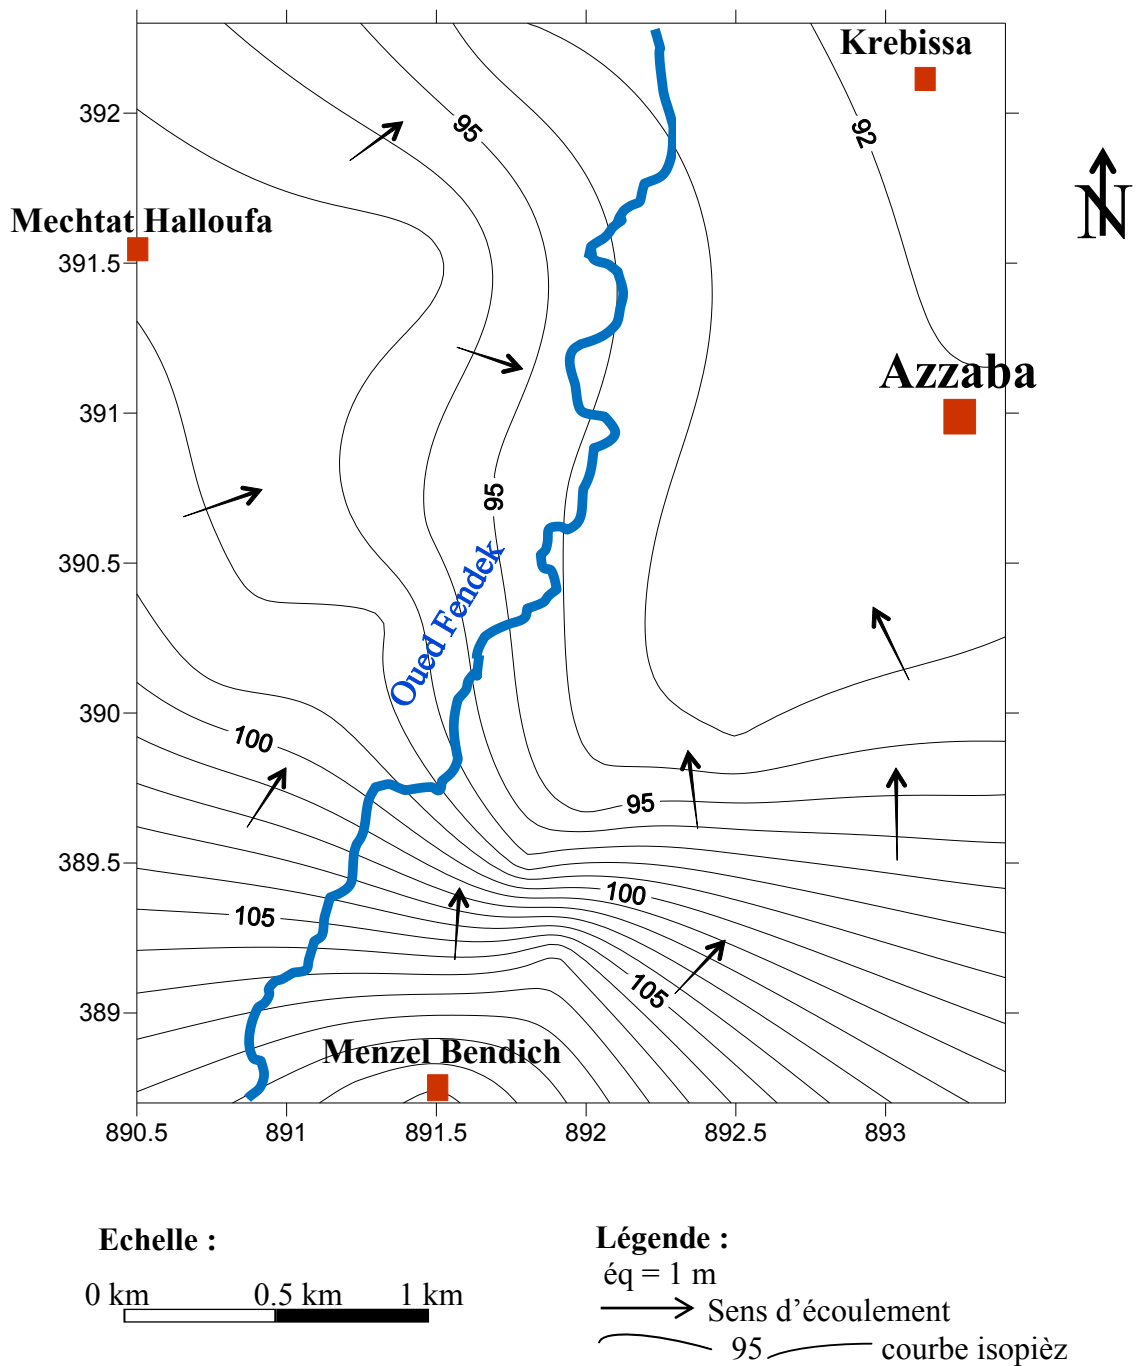 Krebissa
392
95
92
N
Mechtat Halloufa
391.5
Azzaba
391
95
390.5
Oued Fendek
390
100
95
389.5
100
105
105
389
Menzel Bendich
890.5 891 891.5 892 892.5 893
Echelle :
0 km 0.5 km 1 km
Légende :
éq = 1 m
Sens d’écoulement
95 courbe isopièz